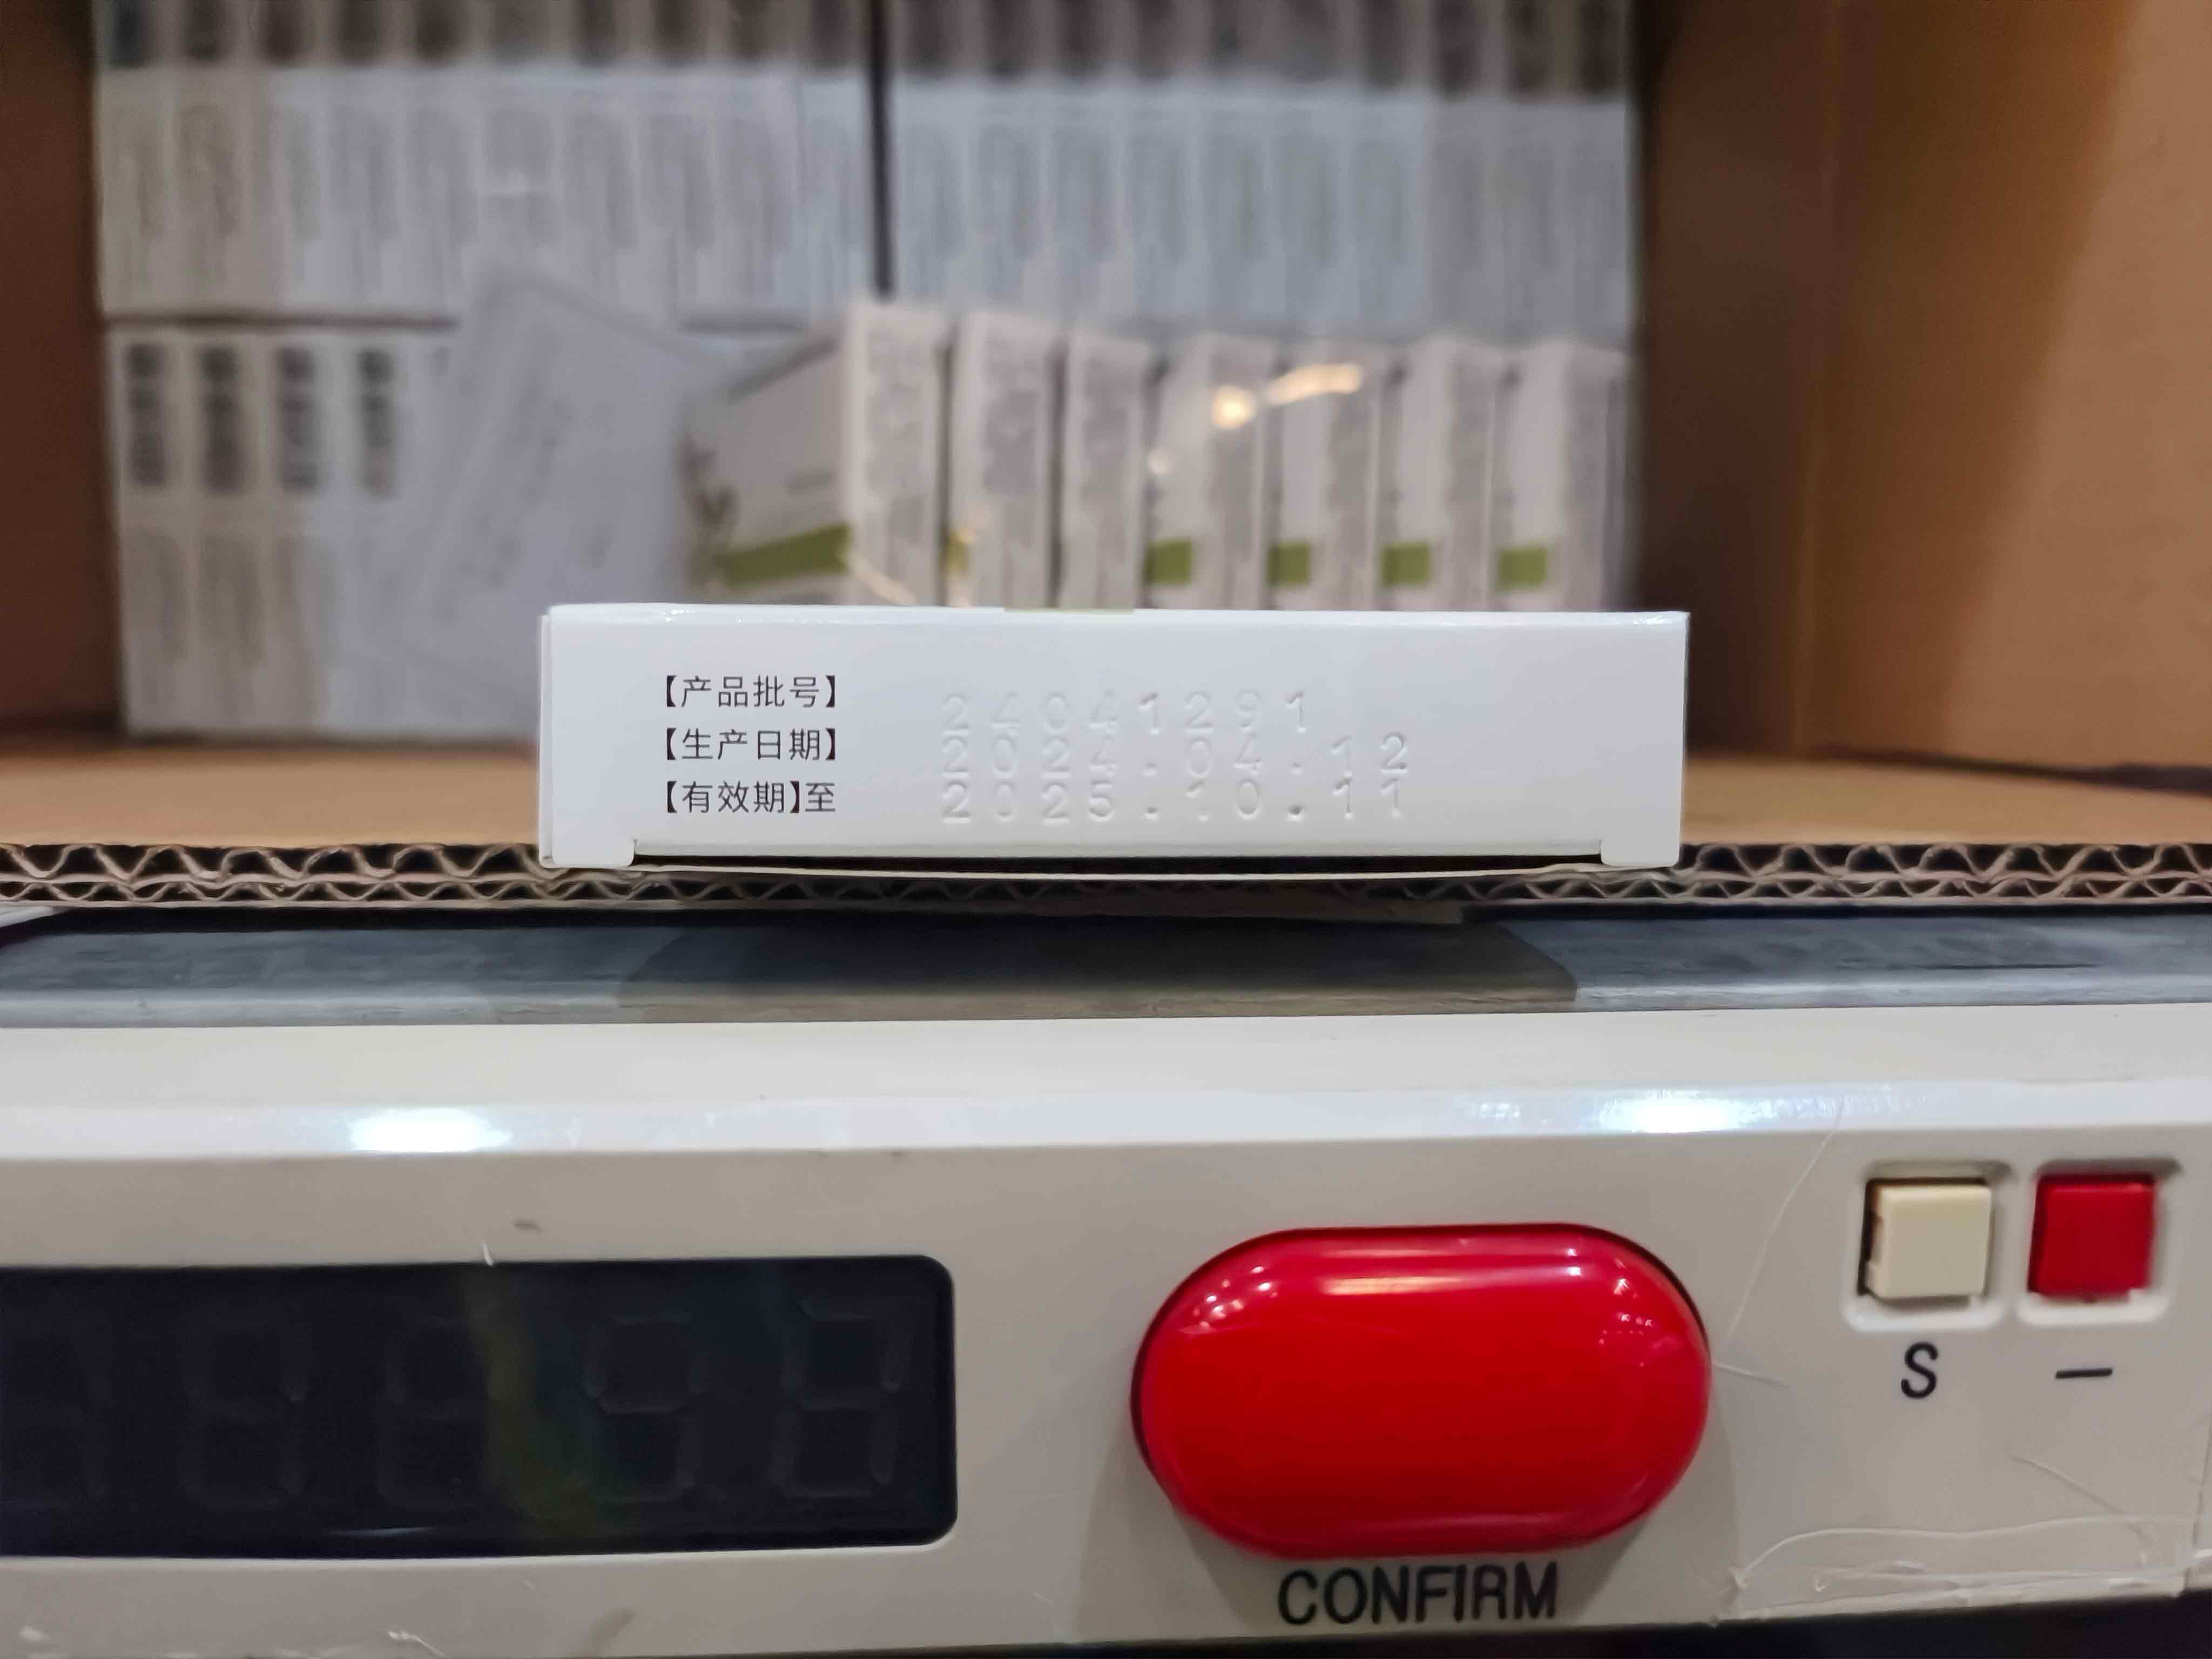 【产品批号】 24041291
【生产日期】 2024.04.12
【有效期】至 2025.10.11
S
—
CONFIRM